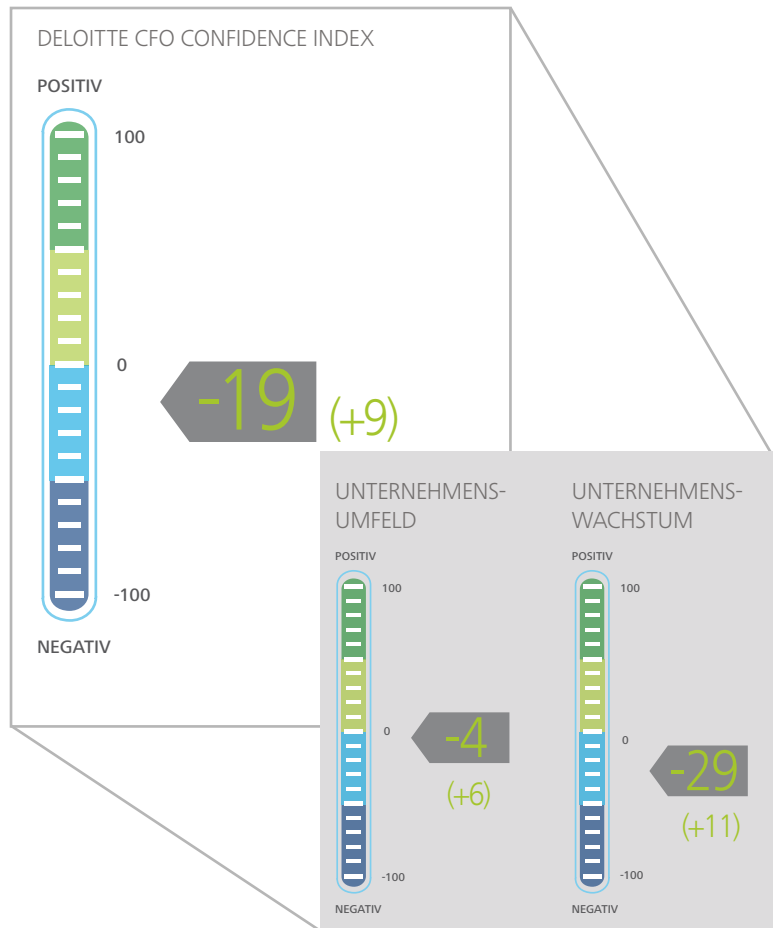 DELOITTE CFO CONFIDENCE INDEX
POSITIV
100
0
-19 (+9)
-100
NEGATIV
UNTERNEHMENS-
UMFELD
POSITIV
100
0
-4
(+6)
-100
NEGATIV
UNTERNEHMENS-
WACHSTUM
POSITIV
100
0
-29
(+11)
-100
NEGATIV